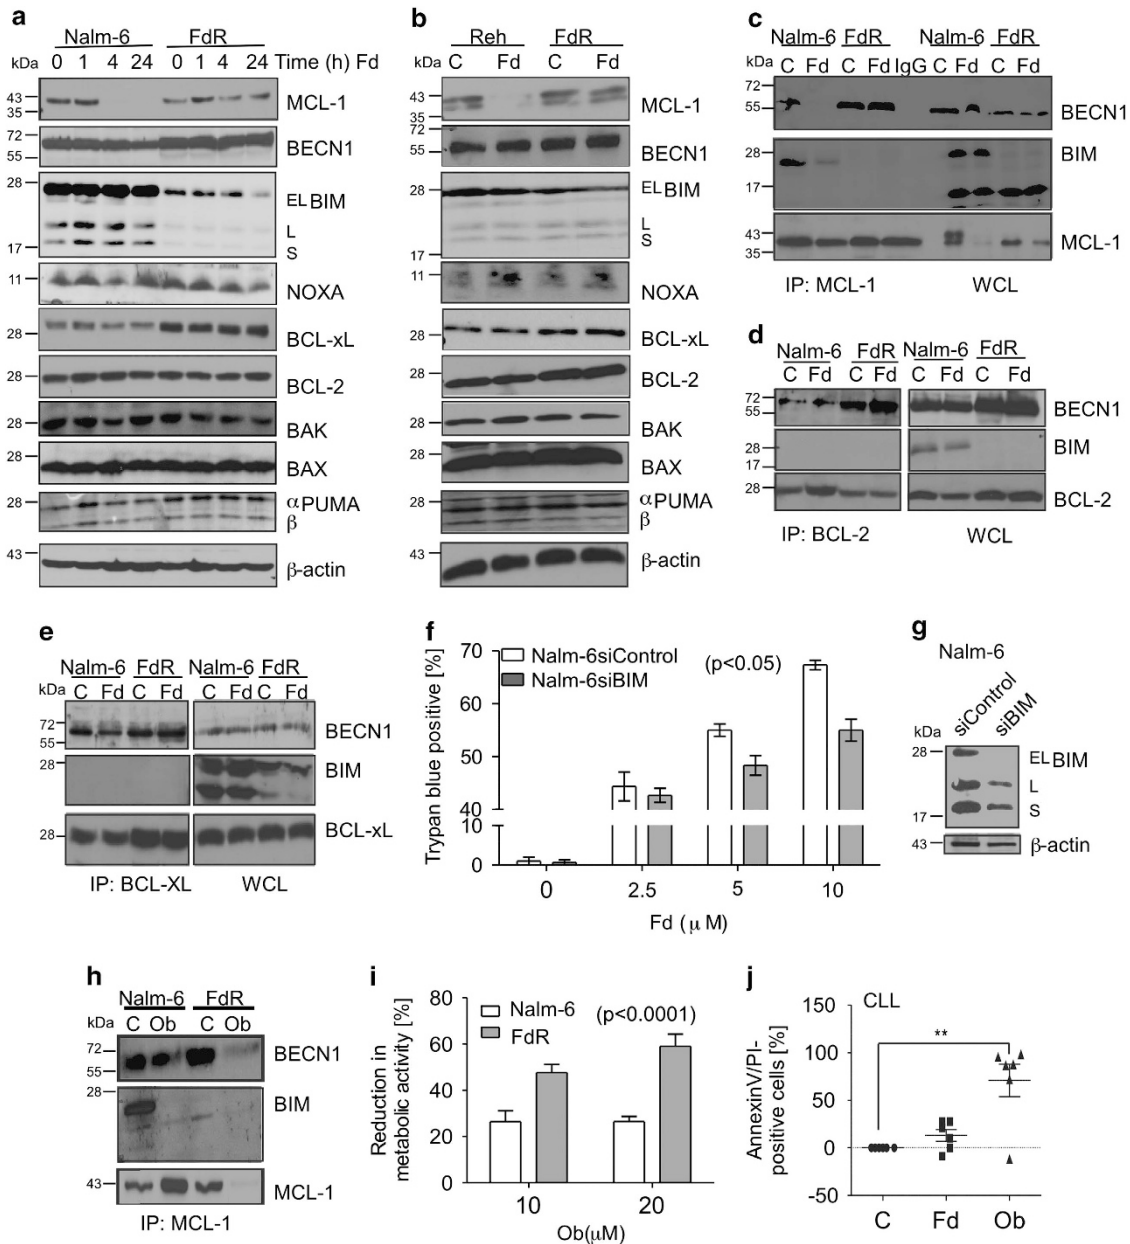 a
Nalm-6 FdR
kDa 0 1 4 24 0 1 4 24 Time (h) Fd
43
35
MCL-1
72
55
BECN1
28
17
EL BIM
L
S
11
NOXA
28
BCL-xL
28
BCL-2
28
BAK
28
BAX
28
αPUMA
β
43
β-actin
b
Reh FdR
kDa C Fd C Fd
43
35
MCL-1
72
55
BECN1
28
17
EL BIM
L
S
11
NOXA
28
BCL-xL
28
BCL-2
28
BAK
28
BAX
28
αPUMA
β
43
β-actin
c
Nalm-6 FdR Nalm-6 FdR
kDa C Fd C Fd IgG C Fd C Fd
72
55
BECN1
28
17
BIM
43
35
MCL-1
IP: MCL-1 WCL
d
Nalm-6 FdR Nalm-6 FdR
C Fd C Fd C Fd C Fd
72
55
BECN1
28
17
BIM
28
BCL-2
IP: BCL-2 WCL
e
Nalm-6 FdR Nalm-6 FdR
kDa C Fd C Fd C Fd C Fd
72
55
BECN1
28
BIM
28
BCL-xL
IP: BCL-XL WCL
f
Trypan blue positive [%]
70
60
50
40
10
0
Nalm-6siControl
Nalm-6siBIM
(p<0.05)
0 2.5 5 10
Fd (μ M)
g
Nalm-6
siControl
siBIM
kDa
28
17
EL BIM
L
S
43
β-actin
h
Nalm-6 FdR
kDa C Ob C Ob
72
55
BECN1
28
BIM
43
MCL-1
IP: MCL-1
i
Reduction in
metabolic activity [%]
80
60
40
20
0
Nalm-6
FdR
(p<0.0001)
10 20
Ob(μM)
j
CLL
AnnexinV/PI-
positive cells [%]
150
100
50
0
-50
**
C Fd Ob